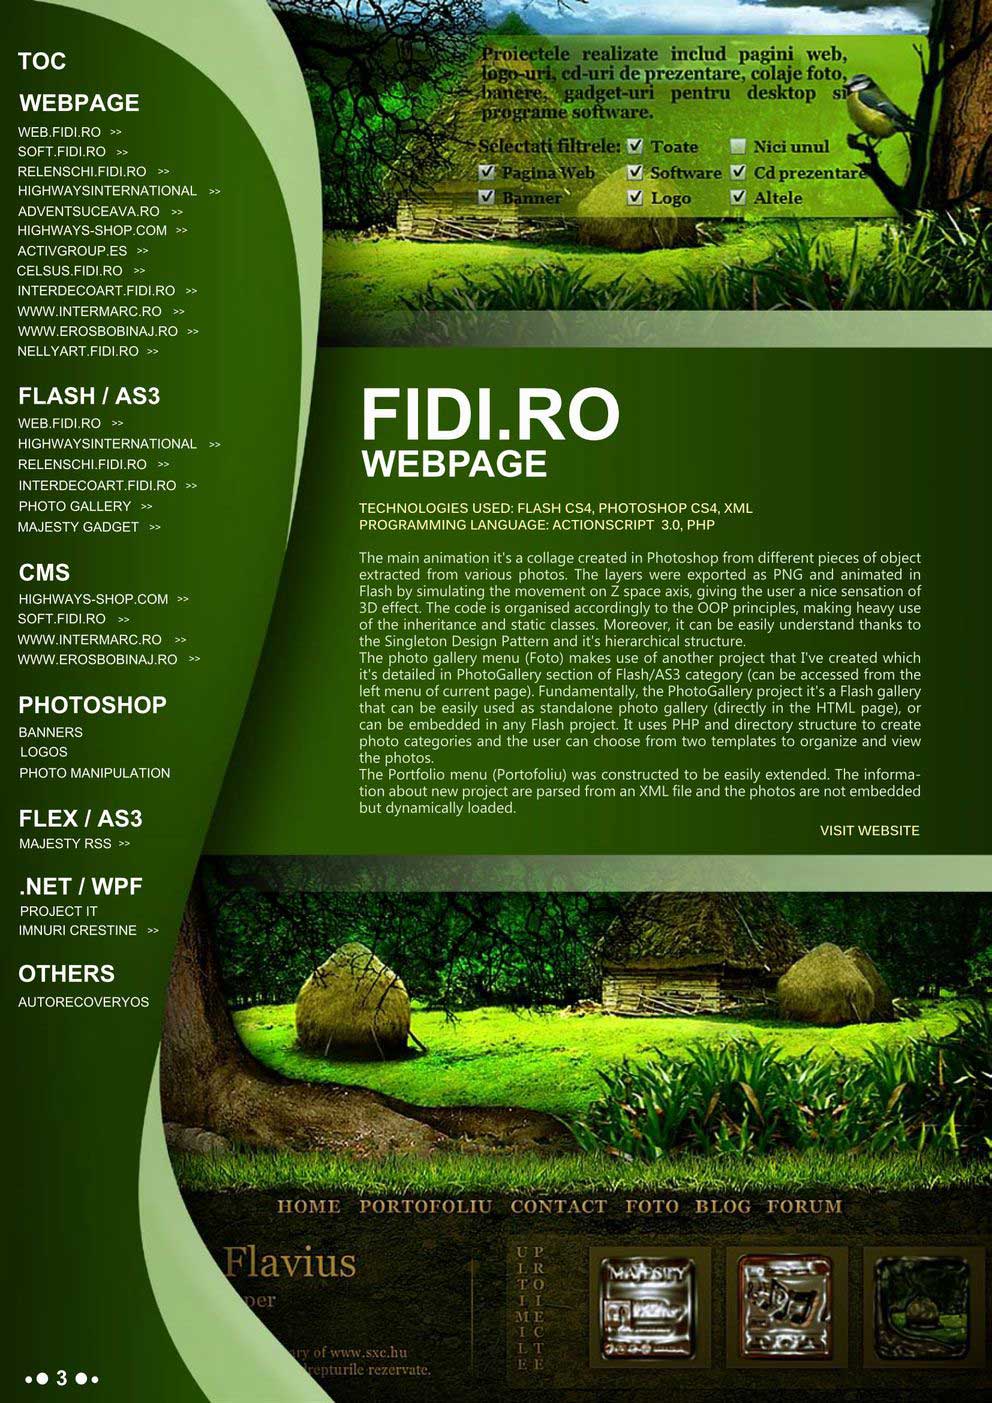 TOC
WEBPAGE
WEB.FIDI.RO >>
SOFT.FIDI.RO >>
RELENSCHI.FIDI.RO >>
HIGHWAYSINTERNATIONAL >>
ADVENTSUCEAVA.RO >>
HIGHWAYS-SHOP.COM >>
ACTIVGROUP.ES >>
CELSUS.FIDI.RO >>
INTERDECOART.FIDI.RO >>
WWW.INTERMARC.RO >>
WWW.EROSBOBINAJ.RO >>
NELLYART.FIDI.RO >>
FLASH / AS3
WEB.FIDI.RO >>
HIGHWAYSINTERNATIONAL >>
RELENSCHI.FIDI.RO >>
INTERDECOART.FIDI.RO >>
PHOTO GALLERY >>
MAJESTY GADGET >>
CMS
HIGHWAYS-SHOP.COM >>
SOFT.FIDI.RO >>
WWW.INTERMARC.RO >>
WWW.EROSBOBINAJ.RO >>
PHOTOSHOP
BANNERS
LOGOS
PHOTO MANIPULATION
FLEX / AS3
MAJESTY RSS >>
.NET / WPF
PROJECT IT
IMNURI CRESTINE >>
OTHERS
AUTORECOVERYOS
3
Proiectele realizate includ pagini web,
logo-uri, cd-uri de prezentare, colaje foto,
banere, gadget-uri pentru desktop si
programe software.
Selectati filtrele: Toate Nici unul
Pagina Web Software Cd prezentare
Banner Logo Altele
FIDI.RO
WEBPAGE
TECHNOLOGIES USED: FLASH CS4, PHOTOSHOP CS4, XML
PROGRAMMING LANGUAGE: ACTIONSCRIPT 3.0, PHP
The main animation it's a collage created in Photoshop from different pieces of object
extracted from various photos. The layers were exported as PNG and animated in
Flash by simulating the movement on Z space axis, giving the user a nice sensation of
3D effect. The code is organised accordingly to the OOP principles, making heavy use
of the inheritance and static classes. Moreover, it can be easily understand thanks to
the Singleton Design Pattern and it's hierarchical structure.
The photo gallery menu (Foto) makes use of another project that I've created which
it's detailed in PhotoGallery section of Flash/AS3 category (can be accessed from the
left menu of current page). Fundamentally, the PhotoGallery project it's a Flash gallery
that can be easily used as standalone photo gallery (directly in the HTML page), or
can be embedded in any Flash project. It uses PHP and directory structure to create
photo categories and the user can choose from two templates to organize and view
the photos.
The Portfolio menu (Portofoliu) was constructed to be easily extended. The informa-
tion about new project are parsed from an XML file and the photos are not embedded
but dynamically loaded.
VISIT WEBSITE
HOME PORTOFOLIU CONTACT FOTO BLOG FORUM
Flavius
per
ary of www.sxc.hu
drepturile rezervate.
ULTIMILE
PROIECTE
MAJESTY